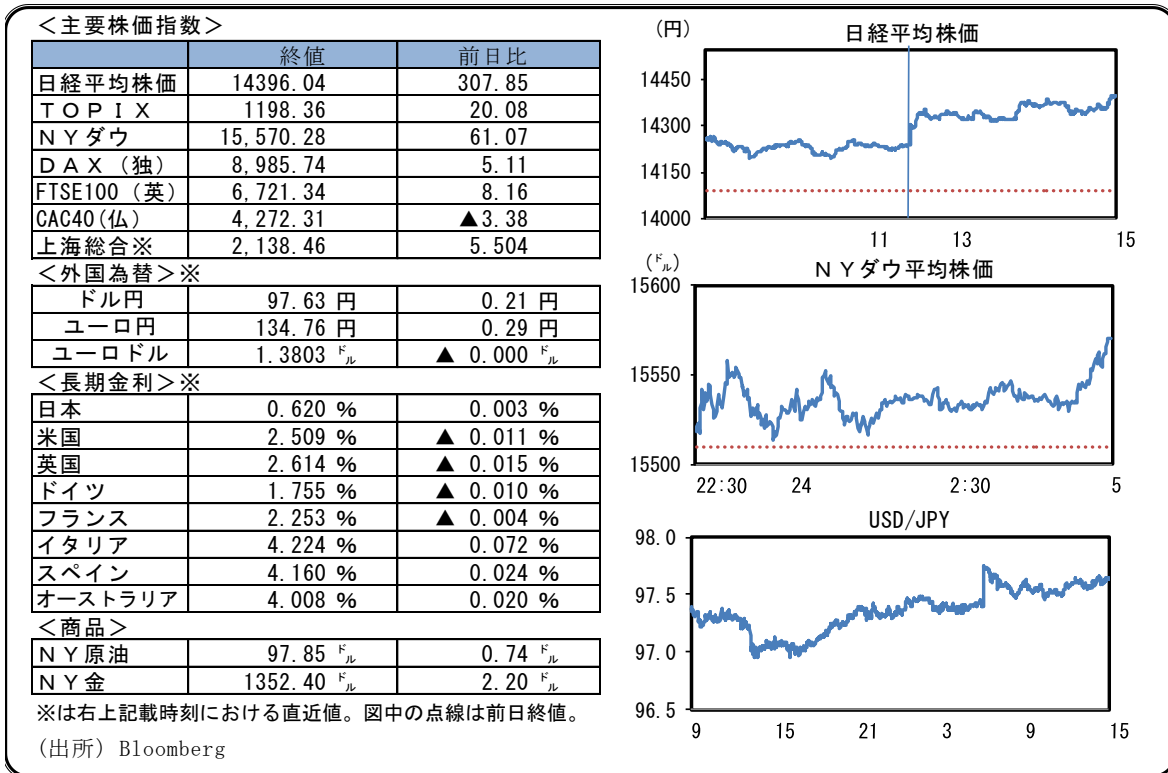 ＜主要株価指数＞
終値 前日比
日経平均株価 14396.04 307.85
ＴＯＰＩＸ 1198.36 20.08
ＮＹダウ 15,570.28 61.07
ＤＡＸ（独） 8,985.74 5.11
FTSE100（英） 6,721.34 8.16
CAC40(仏) 4,272.31 ▲3.38
上海総合※ 2,138.46 5.504
＜外国為替＞※
ドル円 97.63 円 0.21 円
ユーロ円 134.76 円 0.29 円
ユーロドル 1.3803 ドル ▲ 0.000 ドル
＜長期金利＞※
日本 0.620 % 0.003 %
米国 2.509 % ▲ 0.011 %
英国 2.614 % ▲ 0.015 %
ドイツ 1.755 % ▲ 0.010 %
フランス 2.253 % ▲ 0.004 %
イタリア 4.224 % 0.072 %
スペイン 4.160 % 0.024 %
オーストラリア 4.008 % 0.020 %
＜商品＞
ＮＹ原油 97.85 ドル 0.74 ドル
ＮＹ金 1352.40 ドル 2.20 ドル
※は右上記載時刻における直近値。図中の点線は前日終値。
(出所) Bloomberg
(円) 日経平均株価
14450
14300
14150
14000
11 13 15
(ドル) ＮＹダウ平均株価
15600
15550
15500
22:30 24 2:30 5
USD/JPY
98.0
97.5
97.0
96.5
9 15 21 3 9 15